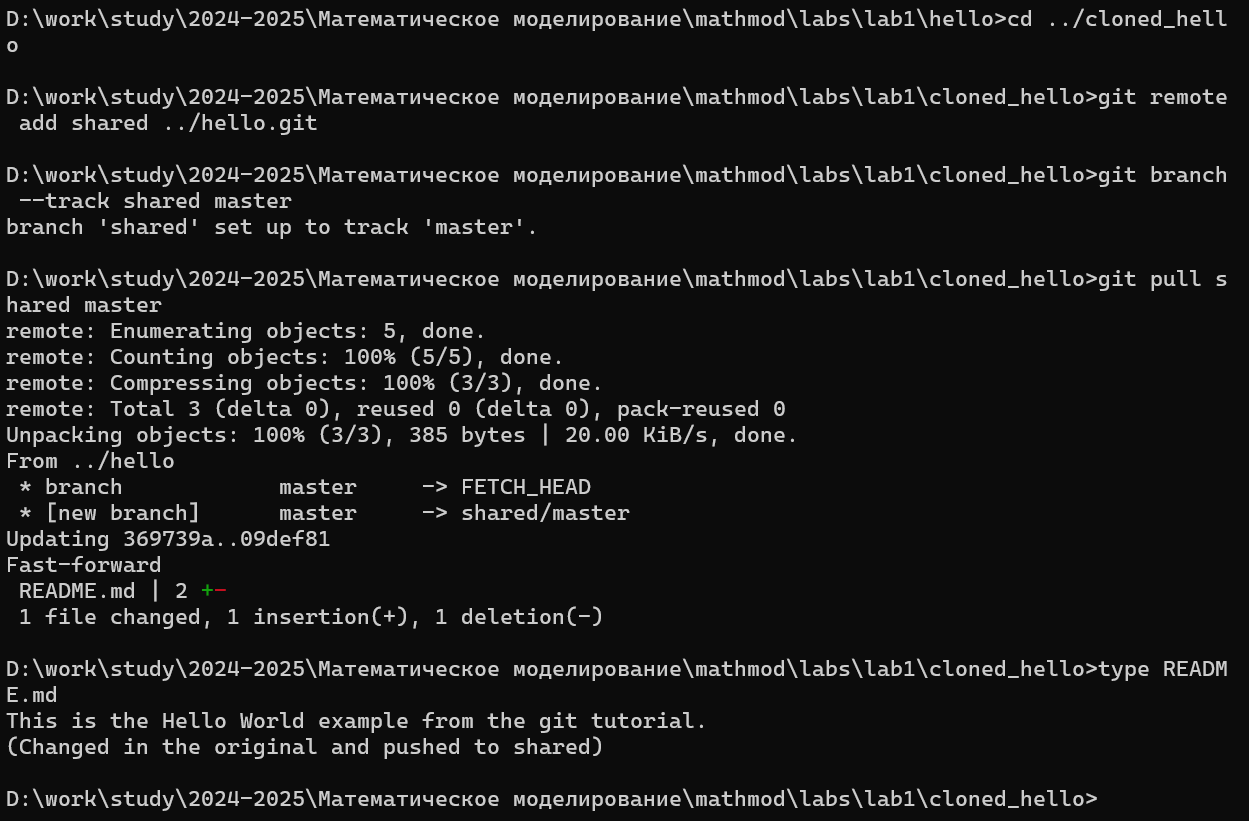 D:\work\study\2024-2025\Математическое моделирование\mathmod\labs\lab1\hello>cd ../cloned_hell
o
D:\work\study\2024-2025\Математическое моделирование\mathmod\labs\lab1\cloned_hello>git remote
 add shared ../hello.git
D:\work\study\2024-2025\Математическое моделирование\mathmod\labs\lab1\cloned_hello>git branch
 --track shared master
branch 'shared' set up to track 'master'.
D:\work\study\2024-2025\Математическое моделирование\mathmod\labs\lab1\cloned_hello>git pull s
hared master
remote: Enumerating objects: 5, done.
remote: Counting objects: 100% (5/5), done.
remote: Compressing objects: 100% (3/3), done.
remote: Total 3 (delta 0), reused 0 (delta 0), pack-reused 0
Unpacking objects: 100% (3/3), 385 bytes | 20.00 KiB/s, done.
From ../hello
 * branch            master     -> FETCH_HEAD
 * [new branch]      master     -> shared/master
Updating 369739a..09def81
Fast-forward
 README.md | 2 +-
 1 file changed, 1 insertion(+), 1 deletion(-)
D:\work\study\2024-2025\Математическое моделирование\mathmod\labs\lab1\cloned_hello>type READM
E.md
This is the Hello World example from the git tutorial.
(Changed in the original and pushed to shared)
D:\work\study\2024-2025\Математическое моделирование\mathmod\labs\lab1\cloned_hello>